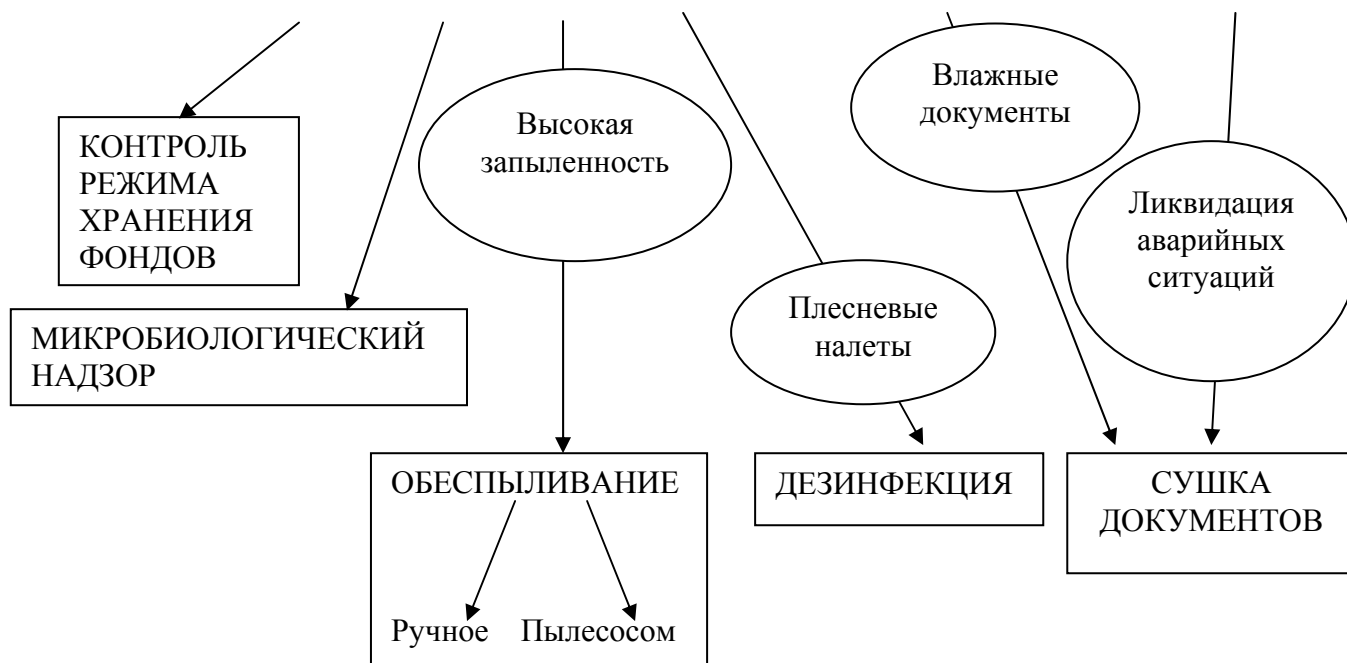 КОНТРОЛЬ
РЕЖИМА
ХРАНЕНИЯ
ФОНДОВ
МИКРОБИОЛОГИЧЕСКИЙ
НАДЗОР
Высокая
запыленность
Плесневые
налеты
Влажные
документы
Ликвидация
аварийных
ситуаций
ОБЕСПЫЛИВАНИЕ
Ручное Пылесосом
ДЕЗИНФЕКЦИЯ
СУШКА
ДОКУМЕНТОВ